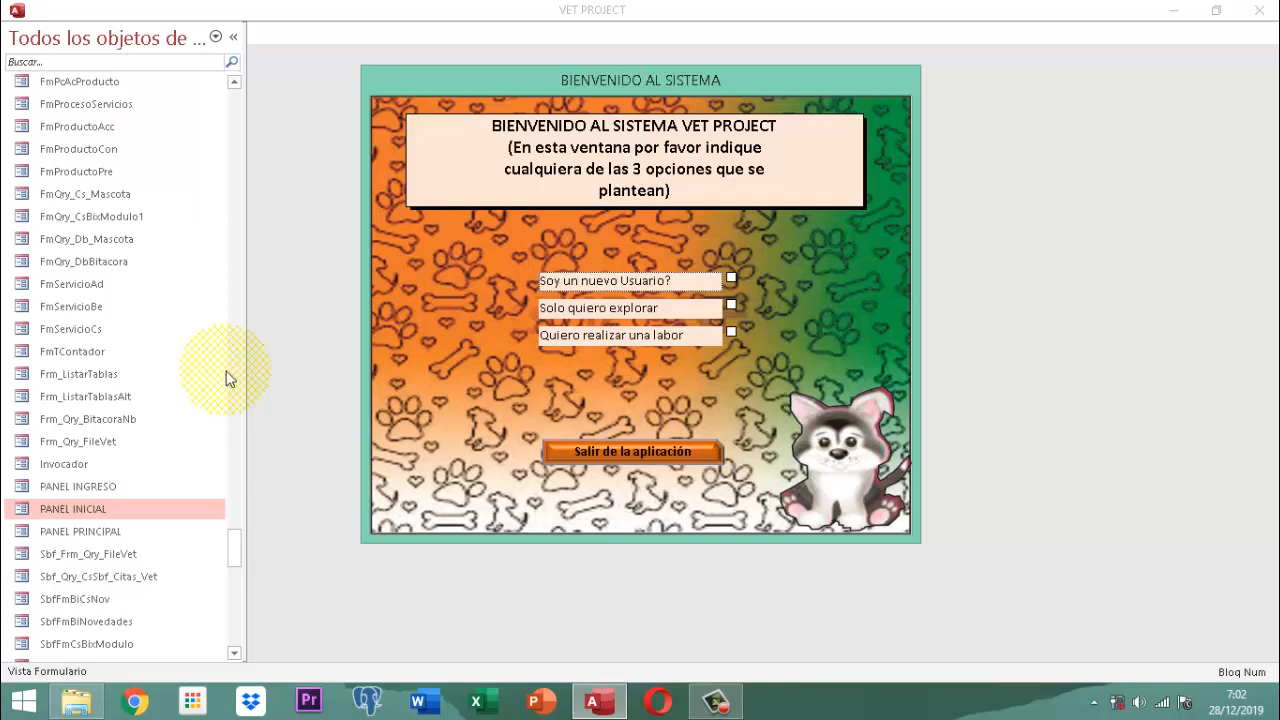 VET PROJECT
Todos los objetos de ...
Buscar...
FmPcAcProducto
FmProcesoServicios
FmProductoAcc
FmProductoCon
FmProductoPre
FmQry_Cs_Mascota
FmQry_CsBixModulo1
FmQry_Db_Mascota
FmQry_DbBitacora
FmServicioAd
FmServicioBe
FmServicioCs
FmTContador
Frm_ListarTablas
Frm_ListarTablasAlt
Frm_Qry_BitacoraNb
Frm_Qry_FileVet
Invocador
PANEL INGRESO
PANEL INICIAL
PANEL PRINCIPAL
Sbf_Frm_Qry_FileVet
Sbf_Qry_CsSbf_Citas_Vet
SbfFmBiCsNov
SbfFmBiNovedades
SbfFmCsBixModulo
BIENVENIDO AL SISTEMA
BIENVENIDO AL SISTEMA VET PROJECT
(En esta ventana por favor indique
cualquiera de las 3 opciones que se
plantean)
Soy un nuevo Usuario?
Solo quiero explorar
Quiero realizar una labor
Salir de la aplicación
Vista Formulario
Bloq Num
Pr
W
X
P
A
7:02
28/12/2019